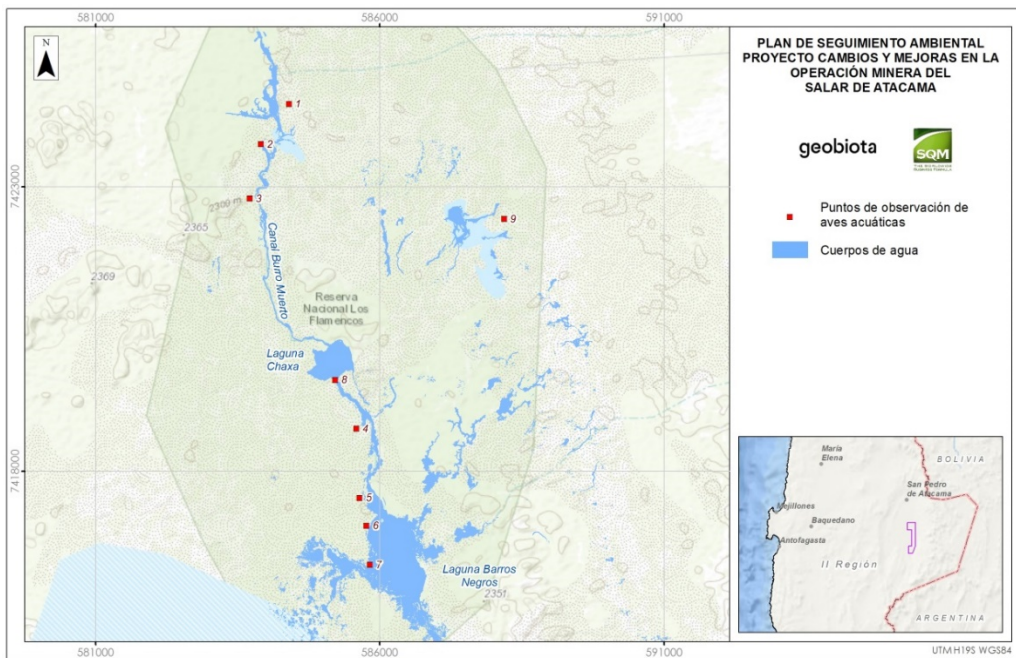 581000
586000
591000
N
7423000
7418000
1
2
3
2300 m
2365
2369
9
Canal Burro Muerto
Reserva
Nacional Los
Flamencos
Laguna
Chaxa
8
4
5
6
7
Laguna Barros
Negros
2351
581000
586000
591000
PLAN DE SEGUIMIENTO AMBIENTAL
PROYECTO CAMBIOS Y MEJORAS EN LA
OPERACIÓN MINERA DEL
SALAR DE ATACAMA
geobiota
SQM
Puntos de observación de
aves acuáticas
Cuerpos de agua
María
Elena
BOLIVIA
San Pedro
de Atacama
Mejillones
Baquedano
Antofagasta
II Región
ARGENTINA
UTM H19S WGS84